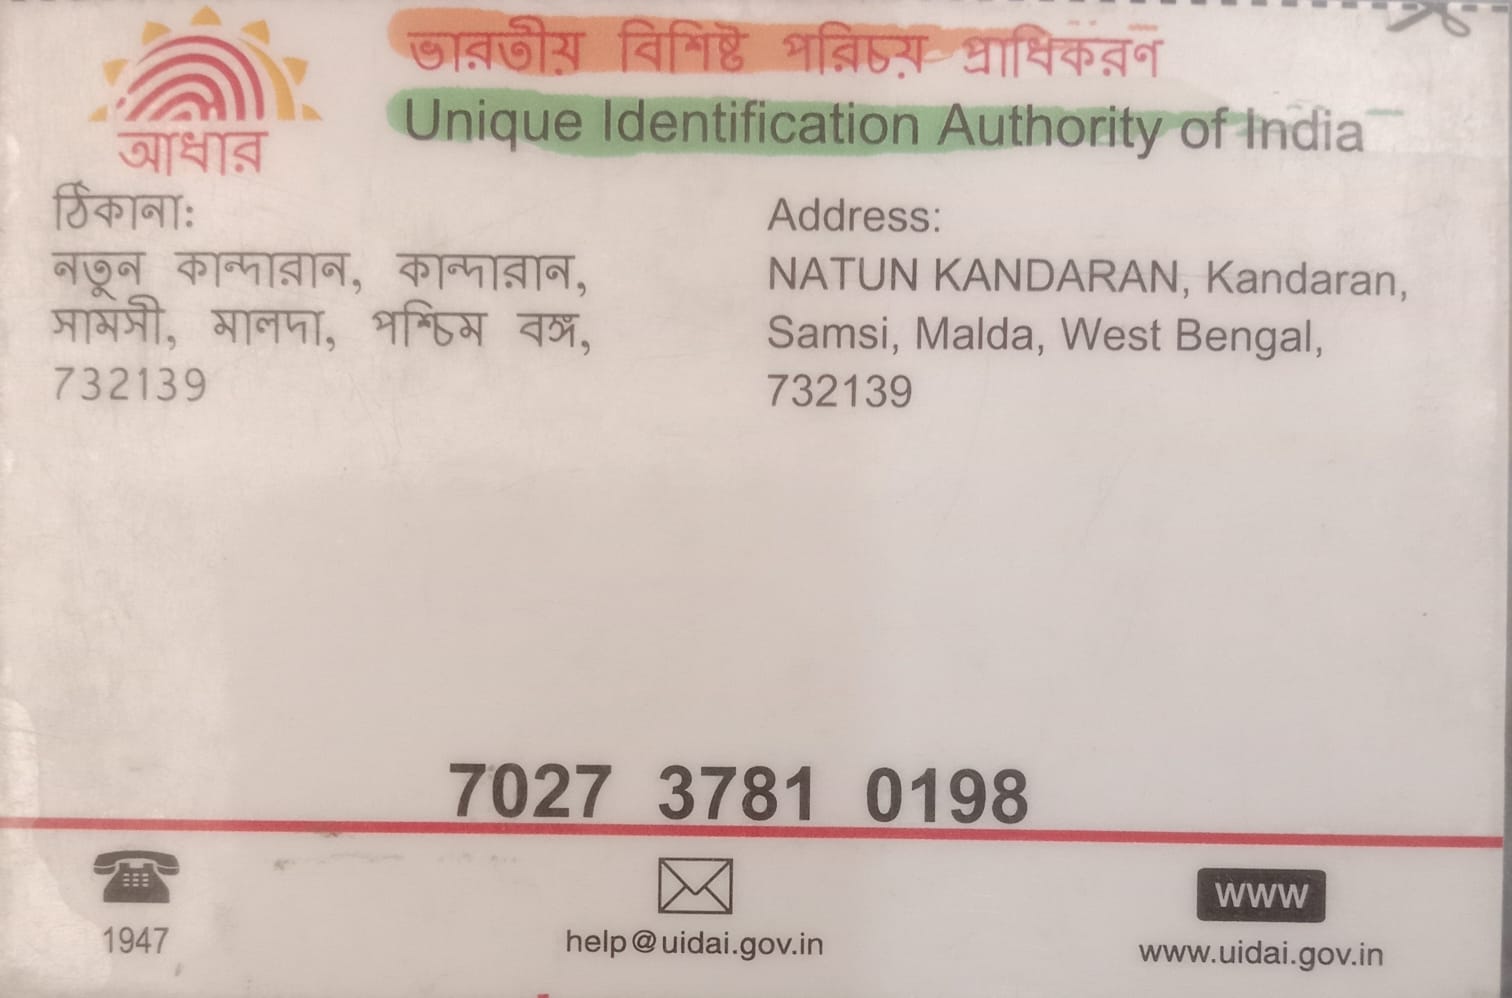 ভারতীয় বিশিষ্ট পরিচয় প্রাধিকরণ
Unique Identification Authority of India
আধার
ঠিকানা:
নতুন কান্দারান, কান্দারান,
সামসী, মালদা, পশ্চিম বঙ্গ,
732139
Address:
NATUN KANDARAN, Kandaran,
Samsi, Malda, West Bengal,
732139
7027 3781 0198
1947
help@uidai.gov.in
www
www.uidai.gov.in